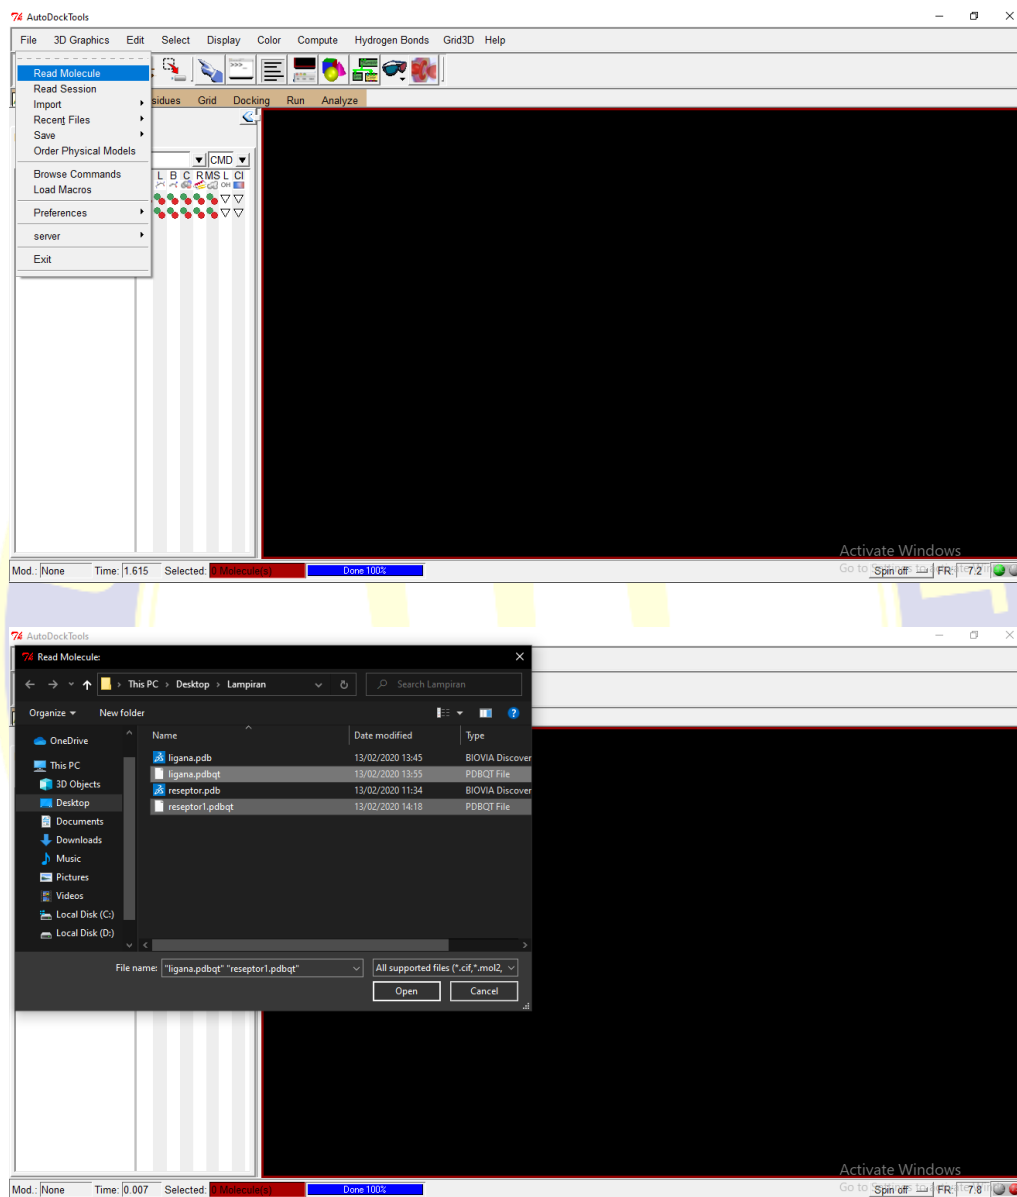 AutoDockTools
File 3D Graphics Edit Select Display Color Compute Hydrogen Bonds Grid3D Help
Read Molecule
Read Session
Import
Recent Files
Save
Order Physical Models
Browse Commands
Load Macros
Preferences
server
Exit
sidues Grid Docking Run Analyze
CMD
L B C R MS L Cl
Activate Windows
Mod.: None Time: 1.615 Selected: 0 Molecule(s) Done 100% Spin off FR: 7.2
AutoDockTools
Read Molecule:
This PC Desktop Lampiran Search Lampiran
Organize New folder
Name Date modified Type
OneDrive
This PC
3D Objects
Desktop
Documents
Downloads
Music
Pictures
Videos
Local Disk (C:)
Local Disk (D:)
ligana.pdb 13/02/2020 13:45 BIOVIA Discover
ligana.pdbqt 13/02/2020 13:55 PDBQT File
reseptor.pdb 13/02/2020 11:34 BIOVIA Discover
reseptor1.pdbqt 13/02/2020 14:18 PDBQT File
File name: "ligana.pdbqt" "reseptor1.pdbqt" All supported files (*.cif,*.mol2,
Open Cancel
Activate Windows
Mod.: None Time: 0.007 Selected: 0 Molecule(s) Done 100% Spin off FR: 7.8